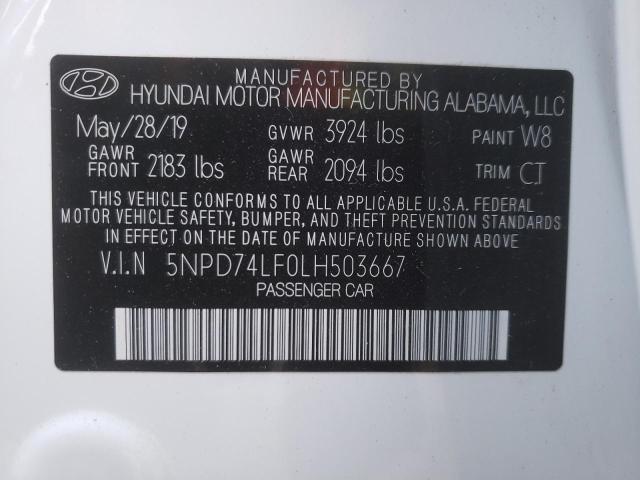 MANUFACTURED BY
HYUNDAI MOTOR MANUFACTURING ALABAMA, LLC
May/28/19 GVWR 3924 lbs PAINT W8
GAWR FRONT 2183 lbs GAWR REAR 2094 lbs TRIM CT
THIS VEHICLE CONFORMS TO ALL APPLICABLE U.S.A. FEDERAL
MOTOR VEHICLE SAFETY, BUMPER, AND THEFT PREVENTION STANDARDS
IN EFFECT ON THE DATE OF MANUFACTURE SHOWN ABOVE
V.I.N 5NPD74LF0LH503667
PASSENGER CAR